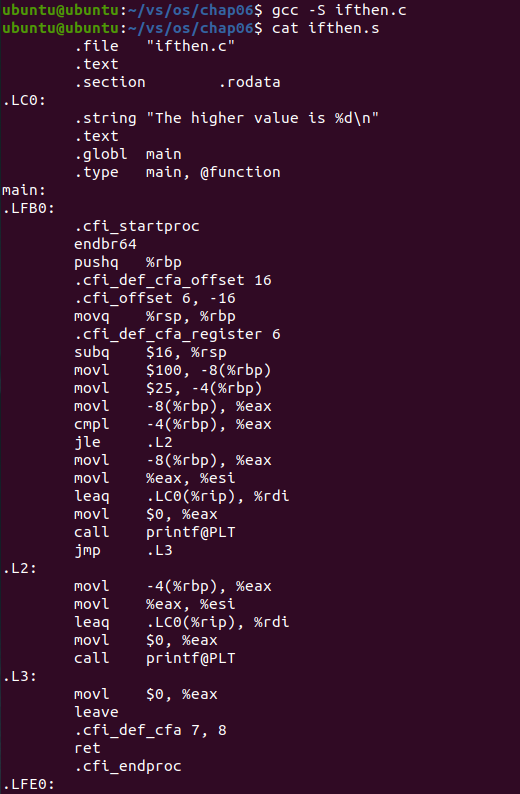 ubuntu@ubuntu:~/vs/os/chap06$ gcc -S ifthen.c
ubuntu@ubuntu:~/vs/os/chap06$ cat ifthen.s
        .file   "ifthen.c"
        .text
        .section        .rodata
.LC0:
        .string "The higher value is %d\n"
        .text
        .globl  main
        .type   main, @function
main:
.LFB0:
        .cfi_startproc
        endbr64
        pushq   %rbp
        .cfi_def_cfa_offset 16
        .cfi_offset 6, -16
        movq    %rsp, %rbp
        .cfi_def_cfa_register 6
        subq    $16, %rsp
        movl    $100, -8(%rbp)
        movl    $25, -4(%rbp)
        movl    -8(%rbp), %eax
        cmpl    -4(%rbp), %eax
        jle     .L2
        movl    -8(%rbp), %eax
        movl    %eax, %esi
        leaq    .LC0(%rip), %rdi
        movl    $0, %eax
        call    printf@PLT
        jmp     .L3
.L2:
        movl    -4(%rbp), %eax
        movl    %eax, %esi
        leaq    .LC0(%rip), %rdi
        movl    $0, %eax
        call    printf@PLT
.L3:
        movl    $0, %eax
        leave
        .cfi_def_cfa 7, 8
        ret
        .cfi_endproc
.LFE0: